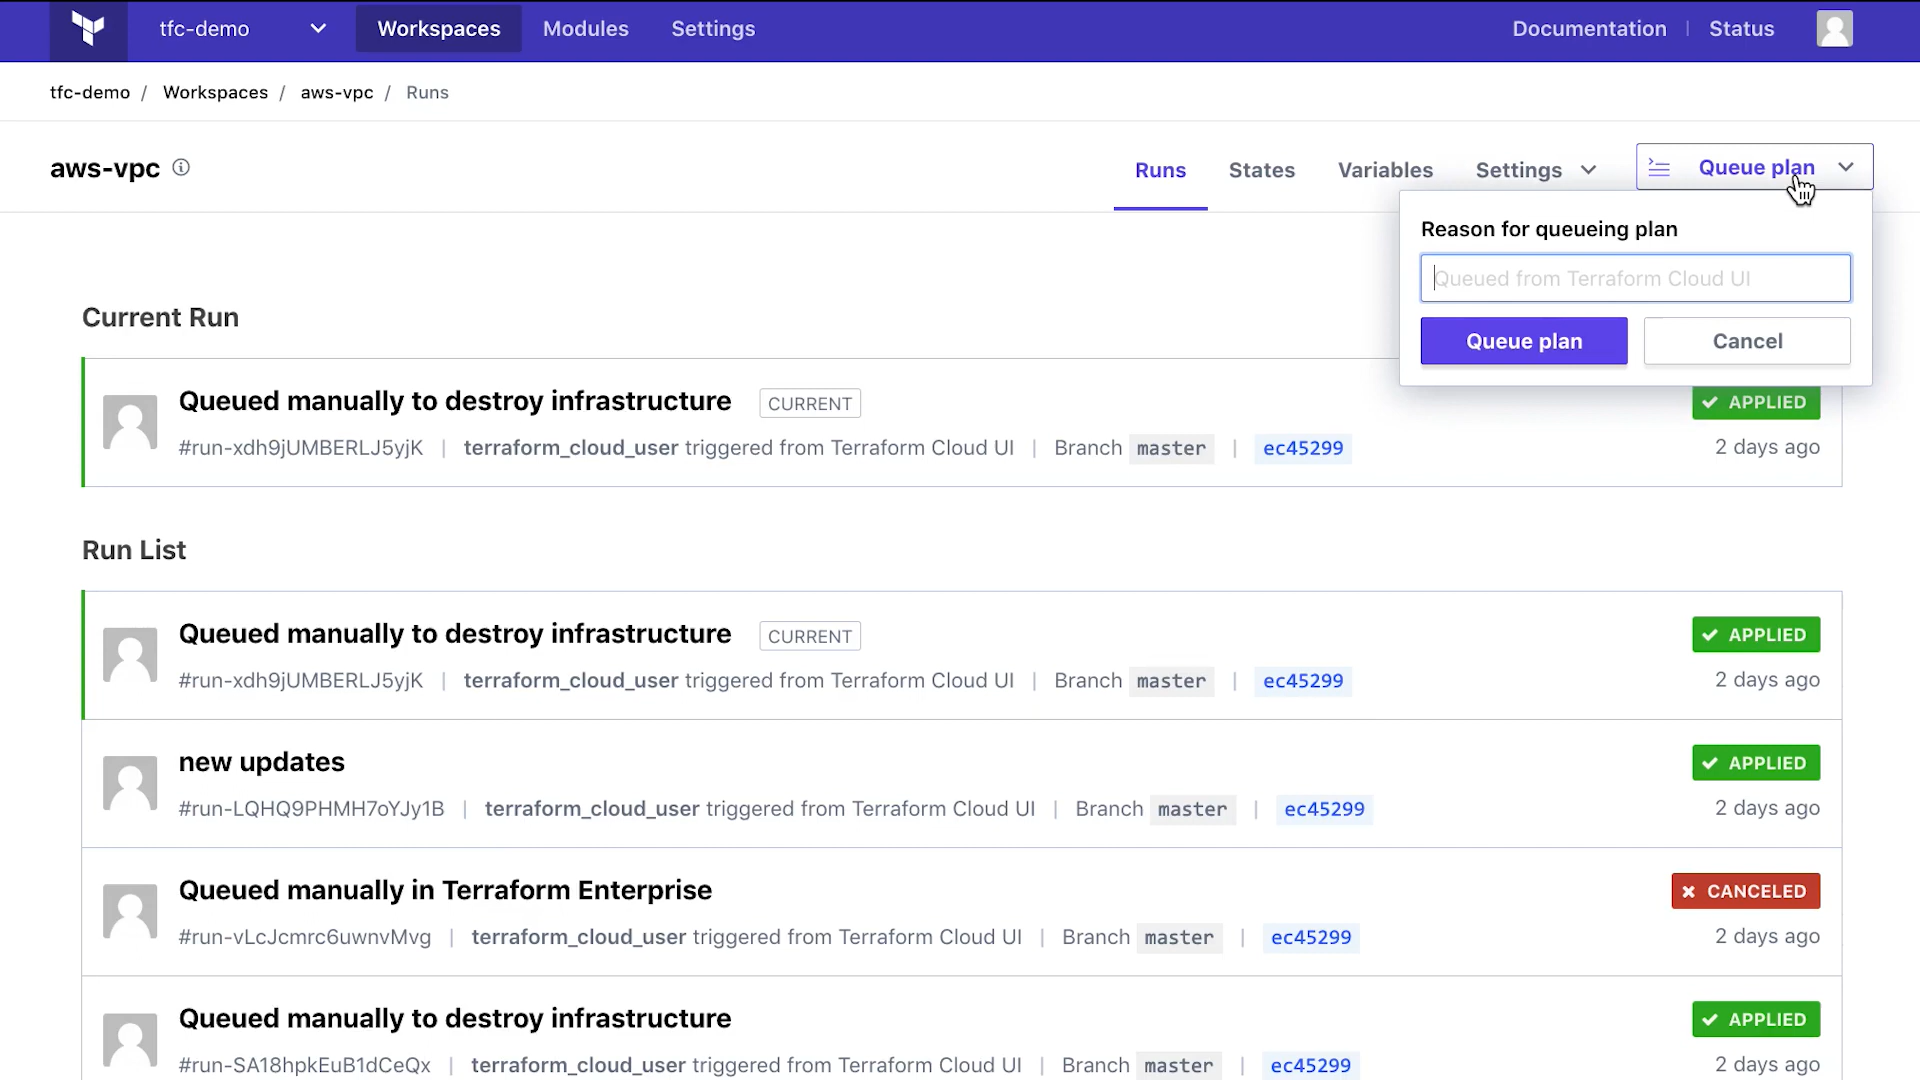 tfc-demo Workspaces Modules Settings Documentation | Status
tfc-demo / Workspaces / aws-vpc / Runs
aws-vpc Runs States Variables Settings Queue plan
Reason for queueing plan
Queued from Terraform Cloud UI
Queue plan Cancel
Current Run
Queued manually to destroy infrastructure CURRENT APPLIED
#run-xdh9jUMBERLJ5yjK | terraform_cloud_user triggered from Terraform Cloud UI | Branch master | ec45299 2 days ago
Run List
Queued manually to destroy infrastructure CURRENT APPLIED
#run-xdh9jUMBERLJ5yjK | terraform_cloud_user triggered from Terraform Cloud UI | Branch master | ec45299 2 days ago
new updates APPLIED
#run-LQHQ9PHMH7oYJy1B | terraform_cloud_user triggered from Terraform Cloud UI | Branch master | ec45299 2 days ago
Queued manually in Terraform Enterprise CANCELED
#run-vLcJcmrc6uwnvMvg | terraform_cloud_user triggered from Terraform Cloud UI | Branch master | ec45299 2 days ago
Queued manually to destroy infrastructure APPLIED
#run-SA18hpkEuB1dCeQx | terraform_cloud_user triggered from Terraform Cloud UI | Branch master | ec45299 2 days ago